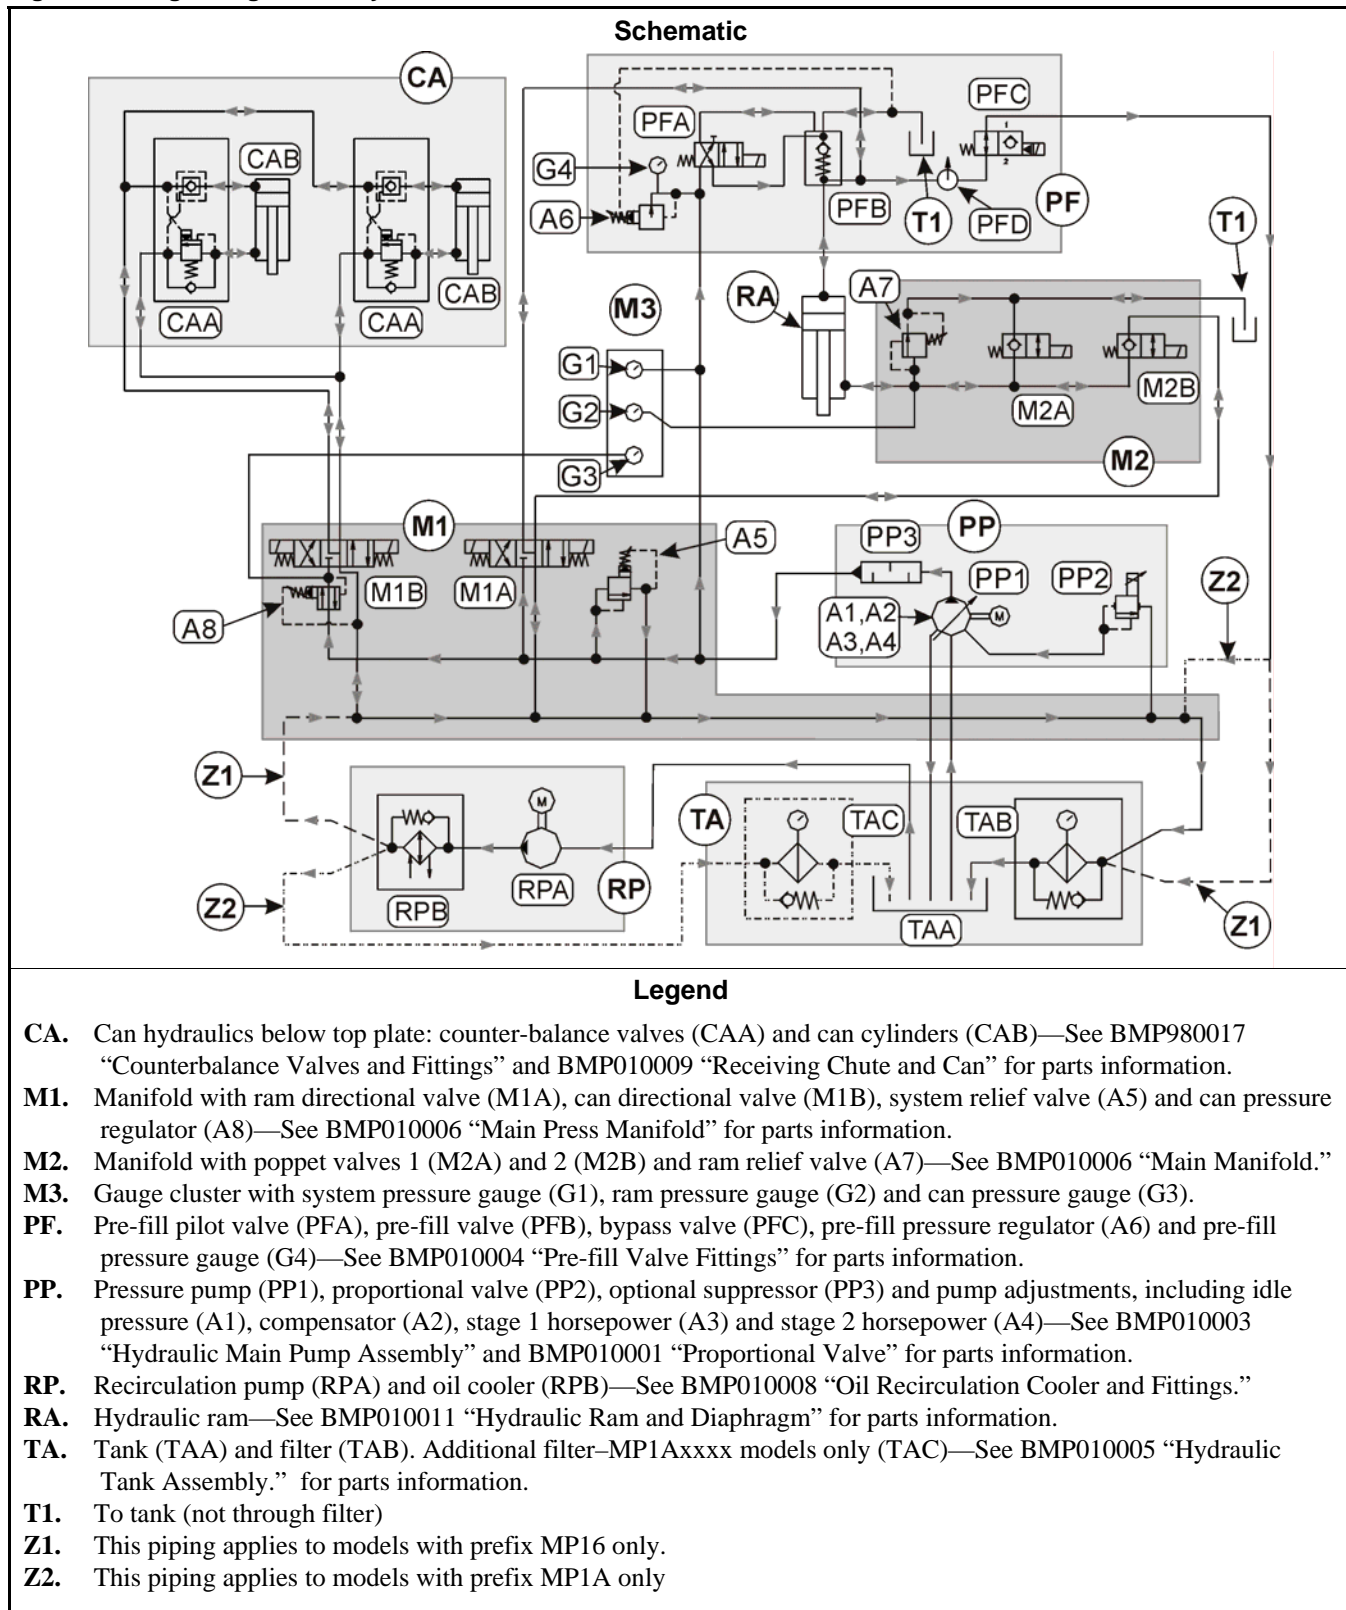 Schematic
CA
PFC
PFA
CAB
G4
A6
PFB
T1
PFD
PF
T1
CAB
CAA
CAA
M3
RA
A7
G1
G2
G3
M2A
M2B
M2
M1
A5
PP
PP3
PP1
PP2
M1B
M1A
A8
A1,A2
A3,A4
M
Z2
Z1
M
TA
TAC
TAB
RPA
RP
RPB
Z2
TAA
Z1
1
2
Legend
CA. Can hydraulics below top plate: counter-balance valves (CAA) and can cylinders (CAB)—See BMP980017
“Counterbalance Valves and Fittings” and BMP010009 “Receiving Chute and Can” for parts information.
M1. Manifold with ram directional valve (M1A), can directional valve (M1B), system relief valve (A5) and can pressure
regulator (A8)—See BMP010006 “Main Press Manifold” for parts information.
M2. Manifold with poppet valves 1 (M2A) and 2 (M2B) and ram relief valve (A7)—See BMP010006 “Main Manifold.”
M3. Gauge cluster with system pressure gauge (G1), ram pressure gauge (G2) and can pressure gauge (G3).
PF. Pre-fill pilot valve (PFA), pre-fill valve (PFB), bypass valve (PFC), pre-fill pressure regulator (A6) and pre-fill
pressure gauge (G4)—See BMP010004 “Pre-fill Valve Fittings” for parts information.
PP. Pressure pump (PP1), proportional valve (PP2), optional suppressor (PP3) and pump adjustments, including idle
pressure (A1), compensator (A2), stage 1 horsepower (A3) and stage 2 horsepower (A4)—See BMP010003
“Hydraulic Main Pump Assembly” and BMP010001 “Proportional Valve” for parts information.
RP. Recirculation pump (RPA) and oil cooler (RPB)—See BMP010008 “Oil Recirculation Cooler and Fittings.”
RA. Hydraulic ram—See BMP010011 “Hydraulic Ram and Diaphragm” for parts information.
TA. Tank (TAA) and filter (TAB). Additional filter–MP1Axxxx models only (TAC)—See BMP010005 “Hydraulic
Tank Assembly.” for parts information.
T1. To tank (not through filter)
Z1. This piping applies to models with prefix MP16 only.
Z2. This piping applies to models with prefix MP1A only